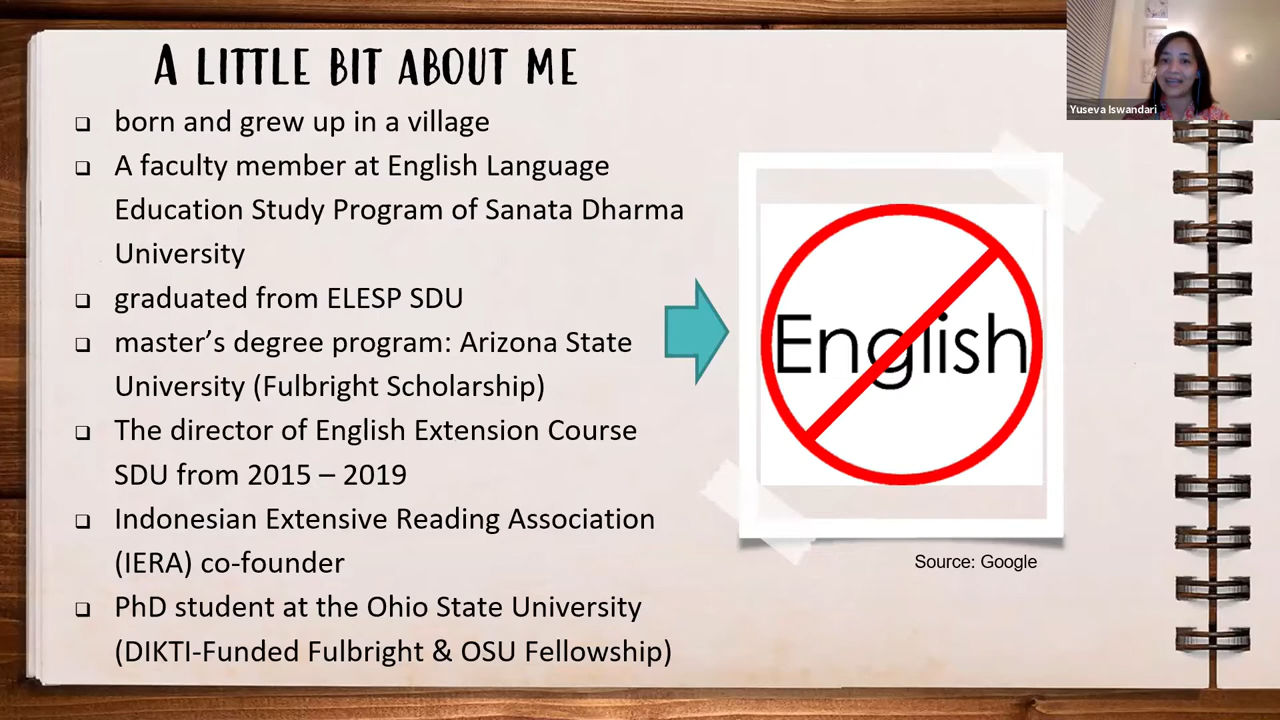 A LITTLE BIT ABOUT ME
born and grew up in a village
A faculty member at English Language
Education Study Program of Sanata Dharma
University
graduated from ELESP SDU
master’s degree program: Arizona State
University (Fulbright Scholarship)
The director of English Extension Course
SDU from 2015 – 2019
Indonesian Extensive Reading Association
(IERA) co-founder
PhD student at the Ohio State University
(DIKTI-Funded Fulbright & OSU Fellowship)
English
Source: Google
Yuseva Iswandari